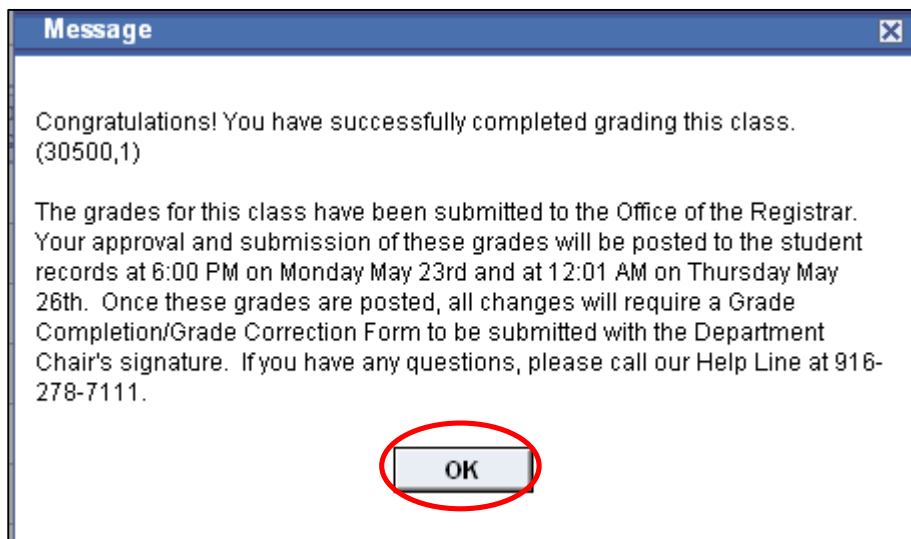 Message
Congratulations! You have successfully completed grading this class.
(30500,1)
The grades for this class have been submitted to the Office of the Registrar.
Your approval and submission of these grades will be posted to the student
records at 6:00 PM on Monday May 23rd and at 12:01 AM on Thursday May
26th.  Once these grades are posted, all changes will require a Grade
Completion/Grade Correction Form to be submitted with the Department
Chair's signature.  If you have any questions, please call our Help Line at 916-
278-7111.
OK